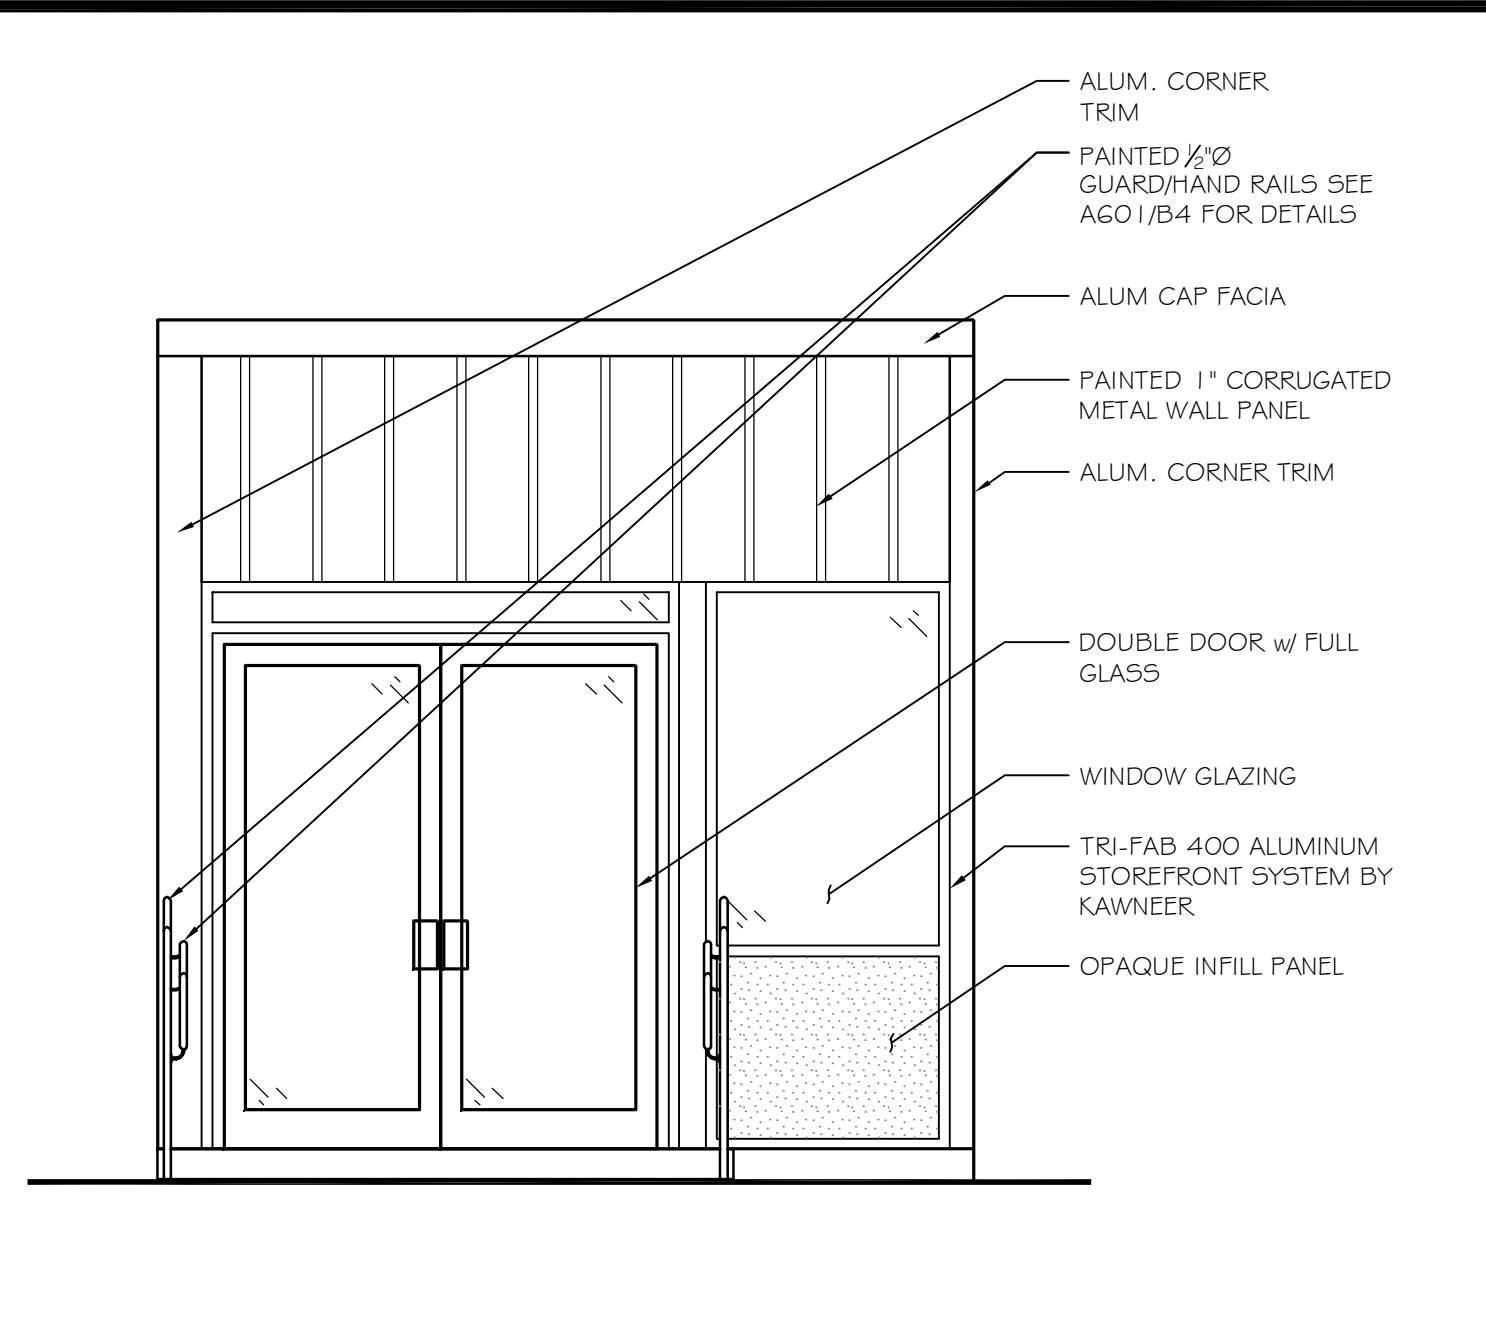 ALUM. CORNER
TRIM
PAINTED ½"Ø
GUARD/HAND RAILS SEE
A601/B4 FOR DETAILS
ALUM CAP FACIA
PAINTED 1" CORRUGATED
METAL WALL PANEL
ALUM. CORNER TRIM
DOUBLE DOOR w/ FULL
GLASS
WINDOW GLAZING
TRI-FAB 400 ALUMINUM
STOREFRONT SYSTEM BY
KAWNEER
OPAQUE INFILL PANEL